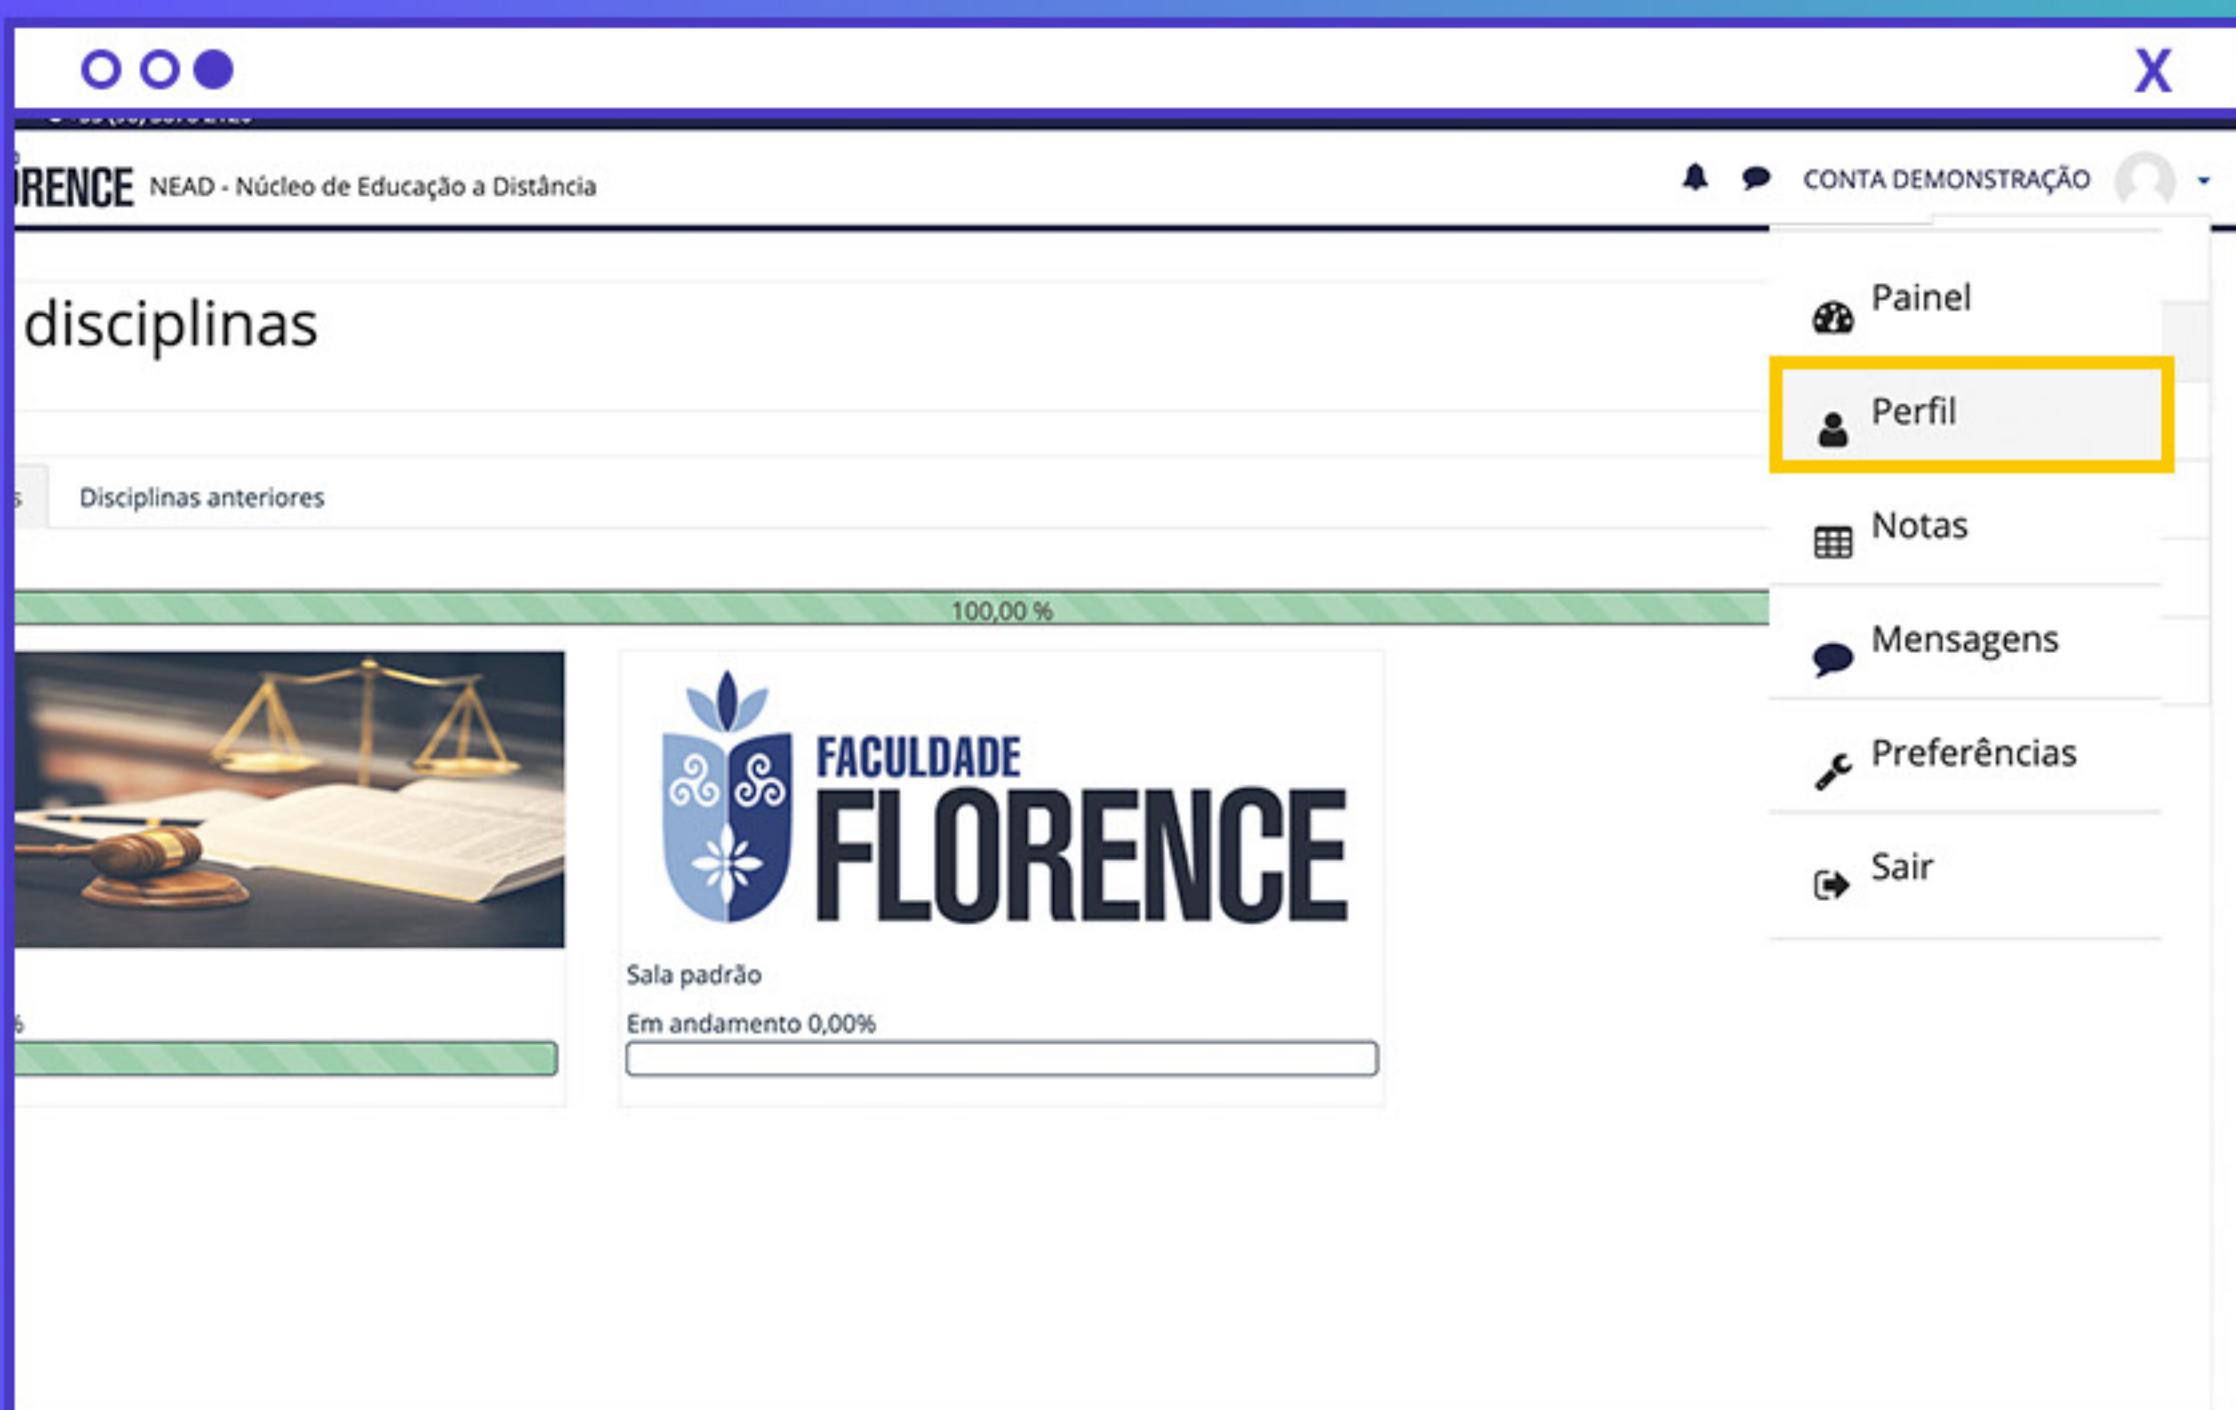 X
RENCE NEAD - Núcleo de Educação a Distância
CONTA DEMONSTRAÇÃO
disciplinas
Painel
Perfil
Notas
Mensagens
Preferências
Sair
s Disciplinas anteriores
100,00 %
FACULDADE
FLORENCE
Sala padrão
Em andamento 0,00%
%